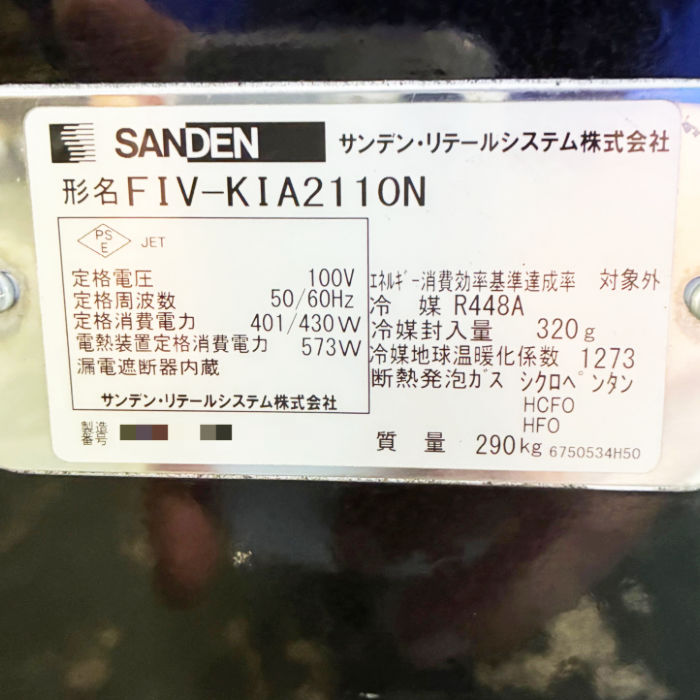 SANDEN サンデン・リテールシステム株式会社
形名 FIV-KIA2110N
PS E JET
定格電圧 100V
定格周波数 50/60Hz
定格消費電力 401/430W
電熱装置定格消費電力 573W
漏電遮断器内蔵
サンデン・リテールシステム株式会社
製造番号
エネルギー消費効率基準達成率 対象外
冷媒 R448A
冷媒封入量 320g
冷媒地球温暖化係数 1273
断熱発泡ガス シクロペンタン
HCFO
HFO
質量 290kg 6750534H50